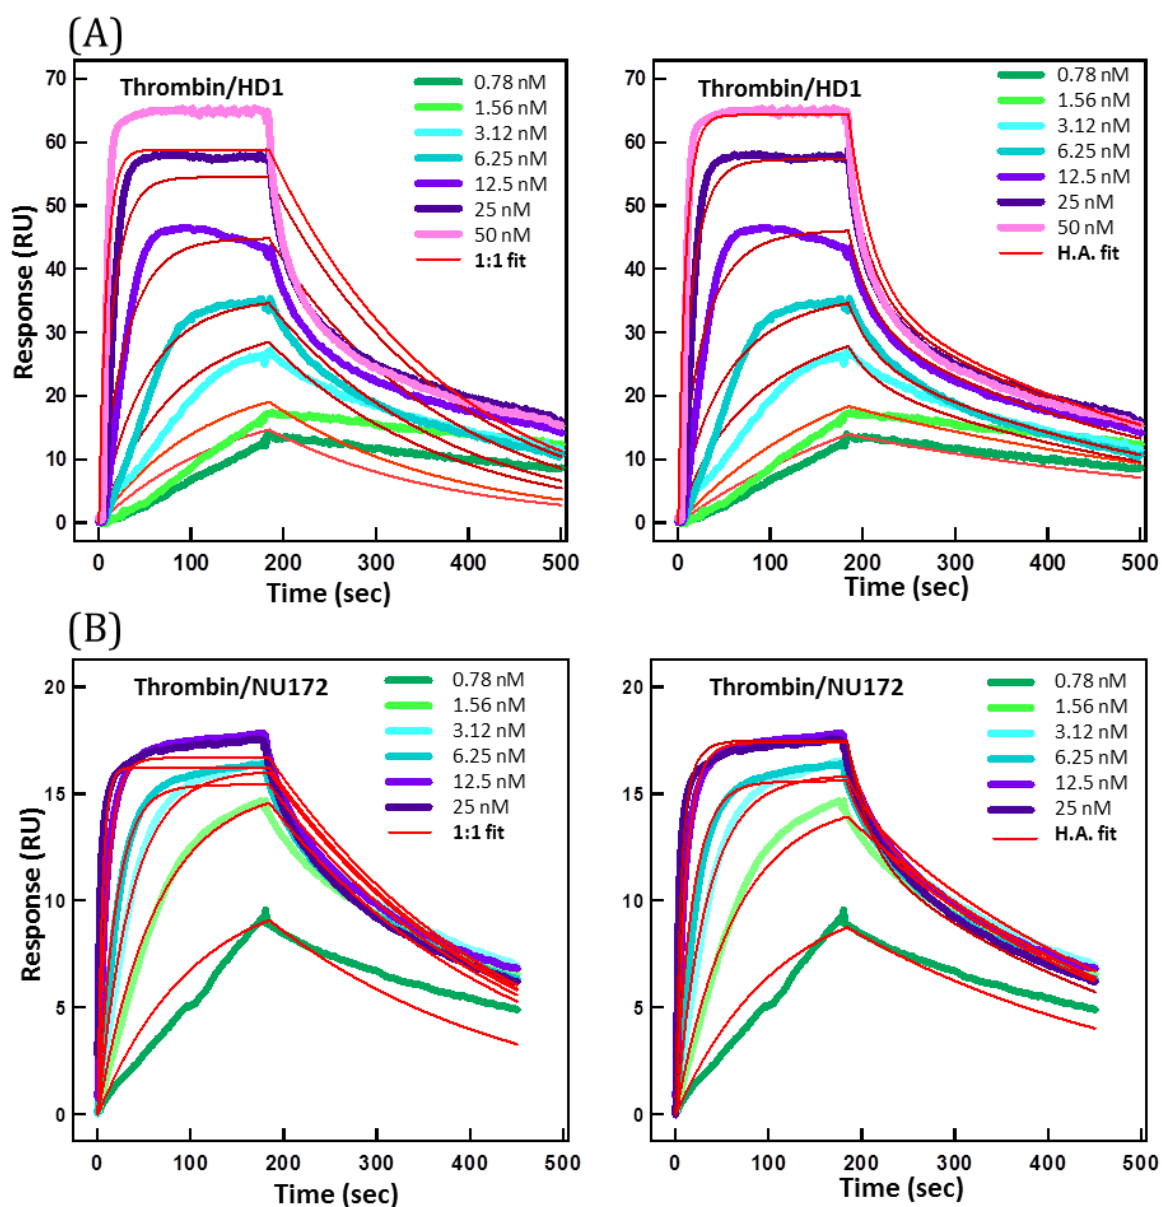 (A)
Thrombin/HD1
0.78 nM
1.56 nM
3.12 nM
6.25 nM
12.5 nM
25 nM
50 nM
1:1 fit
Response (RU)
70
60
50
40
30
20
10
0
0 100 200 300 400 500
Time (sec)
Thrombin/HD1
0.78 nM
1.56 nM
3.12 nM
6.25 nM
12.5 nM
25 nM
50 nM
H.A. fit
70
60
50
40
30
20
10
0
0 100 200 300 400 500
Time (sec)
(B)
Thrombin/NU172
0.78 nM
1.56 nM
3.12 nM
6.25 nM
12.5 nM
25 nM
1:1 fit
Response (RU)
20
15
10
5
0
0 100 200 300 400 500
Time (sec)
Thrombin/NU172
0.78 nM
1.56 nM
3.12 nM
6.25 nM
12.5 nM
25 nM
H.A. fit
20
15
10
5
0
0 100 200 300 400 500
Time (sec)